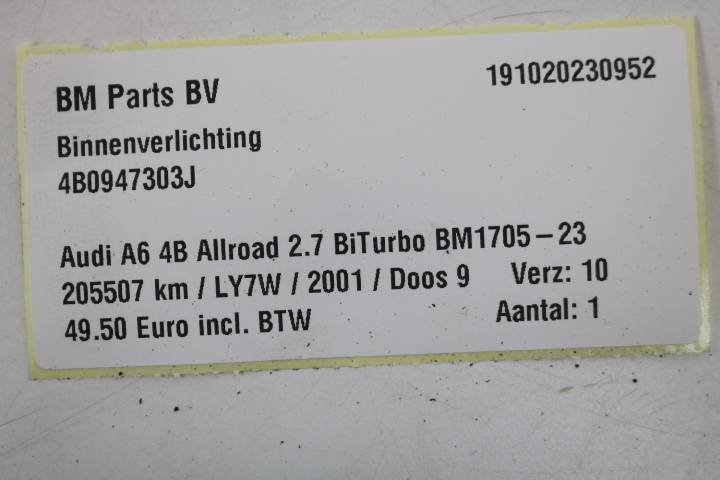 BM Parts BV 191020230952
Binnenverlichting
4B0947303J
Audi A6 4B Allroad 2.7 BiTurbo BM1705-23
205507 km / LY7W / 2001 / Doos 9 Verz: 10
49.50 Euro incl. BTW Aantal: 1